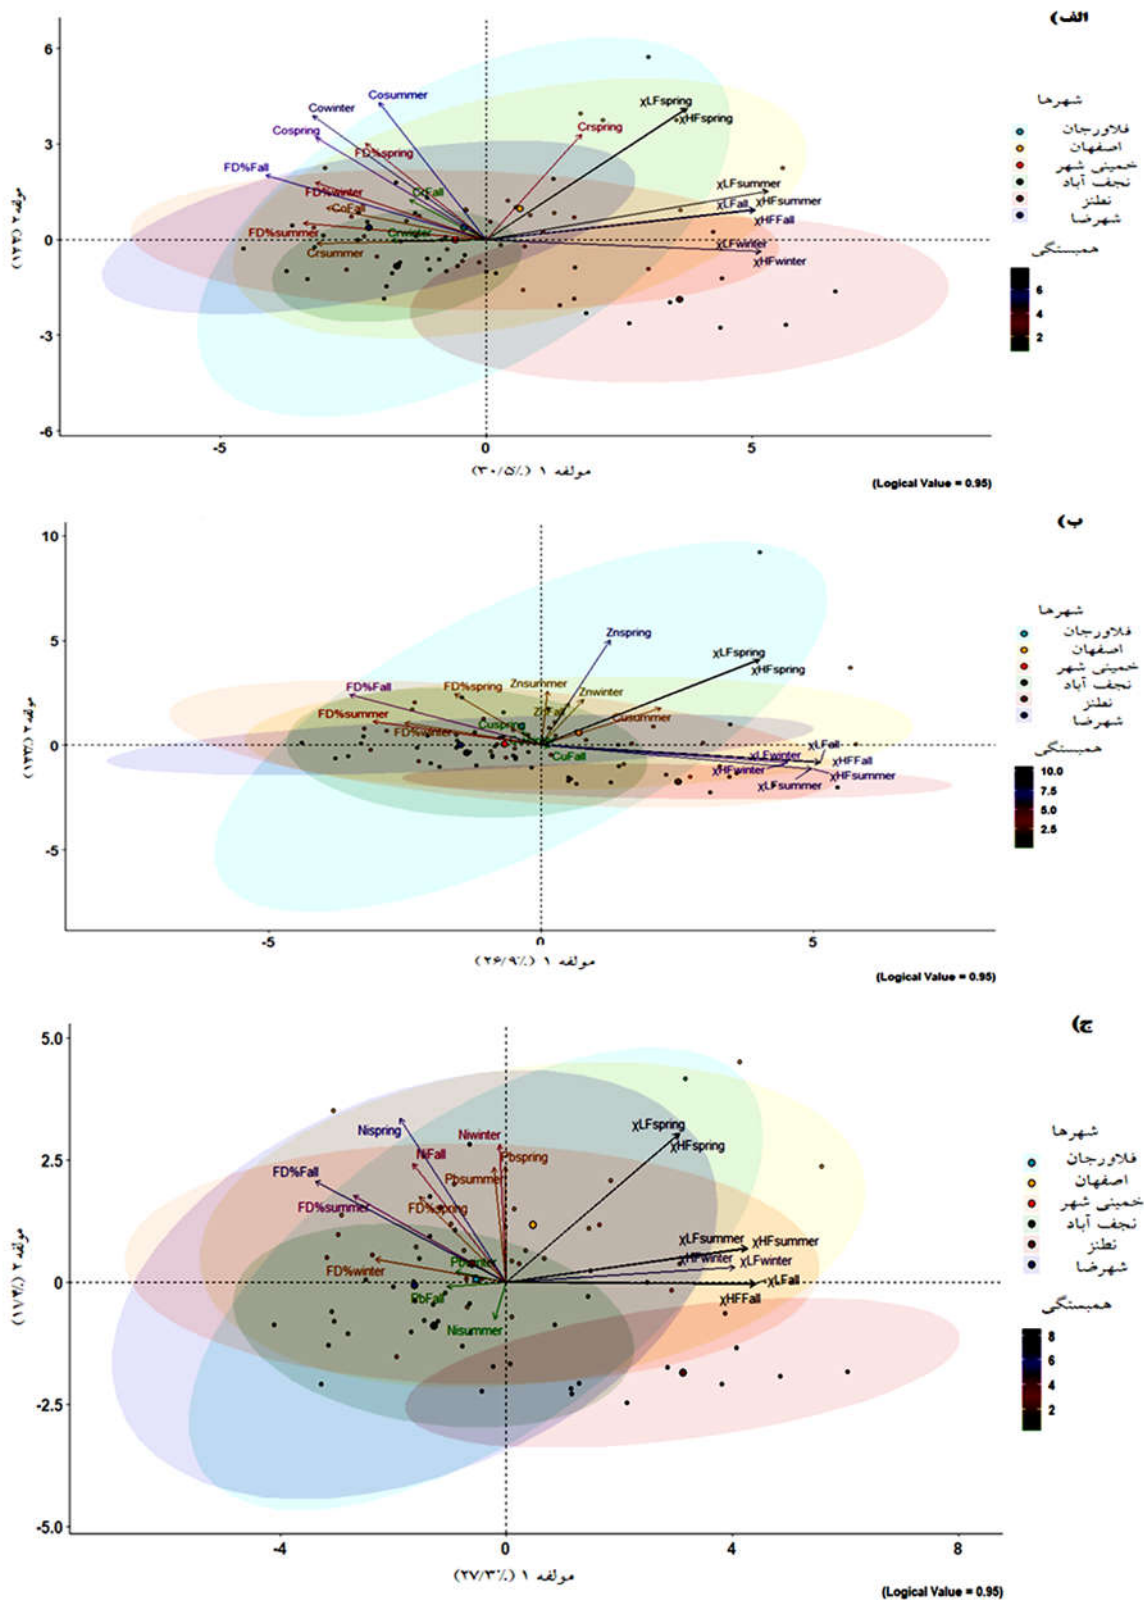 الف)
6
3
0
-3
-6
-5
0
5
Cosummer
Cowinter
Cospring
FD%spring
FD%Fall
FD%winter
CrFall
CoFall
FD%summer
Crwinter
Crsummer
Crspring
χLFspring
χHFspring
χLFsummer
χLFall
χHFsummer
χHFFall
χLFwinter
χHFwinter
مولفه ۱ (۳۰/۵٪)
(Logical Value = 0.95)
شهرها
فلاورجان
اصفهان
خمینی شهر
نجف آباد
نطنز
شهرضا
همبستگی
6
4
2
ب)
10
5
0
-5
-5
0
5
Znspring
χLFspring
χHFspring
FD%Fall
FD%spring
Znsummer
Znwinter
FD%summer
FD%winter
Cuspring
Cusummer
CuFall
χLFall
χLFwinter
χHFFall
χHFwinter
χHFsummer
χLFsummer
مولفه ۱ (۲۶/۹٪)
(Logical Value = 0.95)
شهرها
فلاورجان
اصفهان
خمینی شهر
نجف آباد
نطنز
شهرضا
همبستگی
10.0
7.5
5.0
2.5
ج)
5.0
2.5
0
-2.5
-5.0
-4
0
4
8
Nispring
Niwinter
NiFall
Pbspring
Pbsummer
FD%Fall
FD%summer
FD%spring
FD%winter
Pbwinter
PbFall
Nisummer
χLFspring
χHFspring
χLFsummer
χHFsummer
χHFwinter
χLFwinter
χLFall
χHFFall
مولفه ۱ (۲۷/۳٪)
(Logical Value = 0.95)
شهرها
فلاورجان
اصفهان
خمینی شهر
نجف آباد
نطنز
شهرضا
همبستگی
8
6
4
2